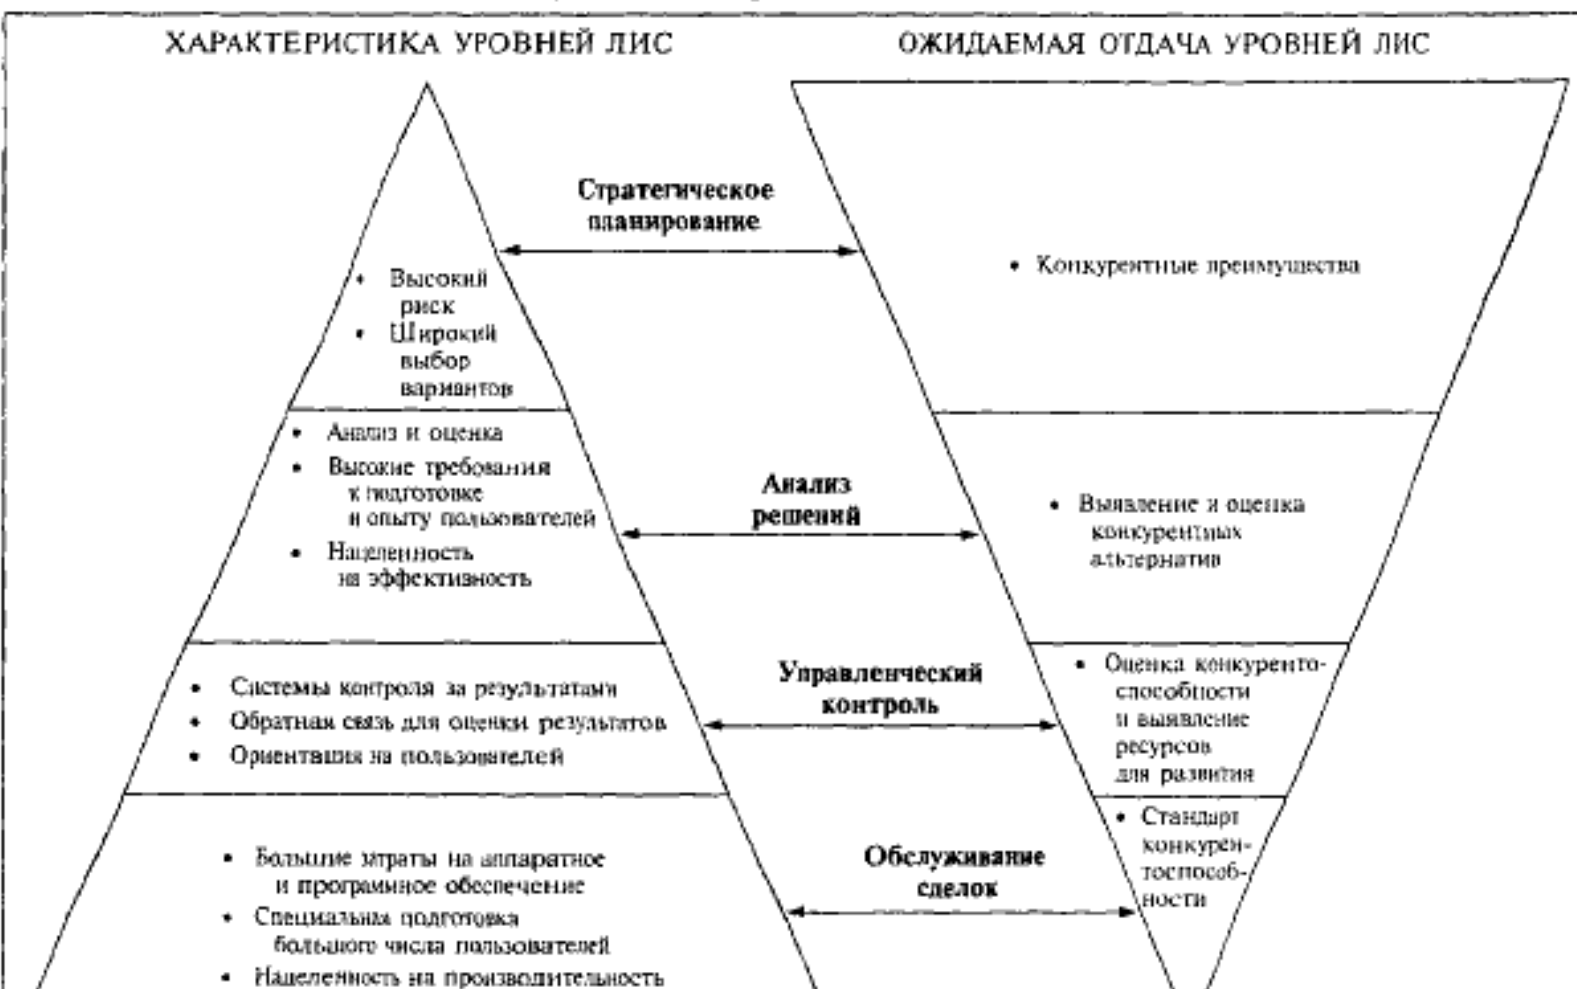 ХАРАКТЕРИСТИКА УРОВНЕЙ ЛИС
ОЖИДАЕМАЯ ОТДАЧА УРОВНЕЙ ЛИС
Стратегическое
планирование
• Высокий
риск
• Широкий
выбор
вариантов
• Конкурентные преимущества
• Анализ и оценка
• Высокие требования
к подготовке
и опыту пользователей
• Нацеленность
на эффективность
Анализ
решений
• Выявление и оценка
конкурентных
альтернатив
• Системы контроля за результатами
• Обратная связь для оценки результатов
• Ориентация на пользователей
Управленческий
контроль
• Оценка конкуренто-
способности
и выявление
ресурсов
для развития
• Большие затраты на аппаратное
и программное обеспечение
• Специальная подготовка
большого числа пользователей
• Нацеленность на производительность
Обслуживание
сделок
• Стандарт
конкурен-
тоспособ-
ности